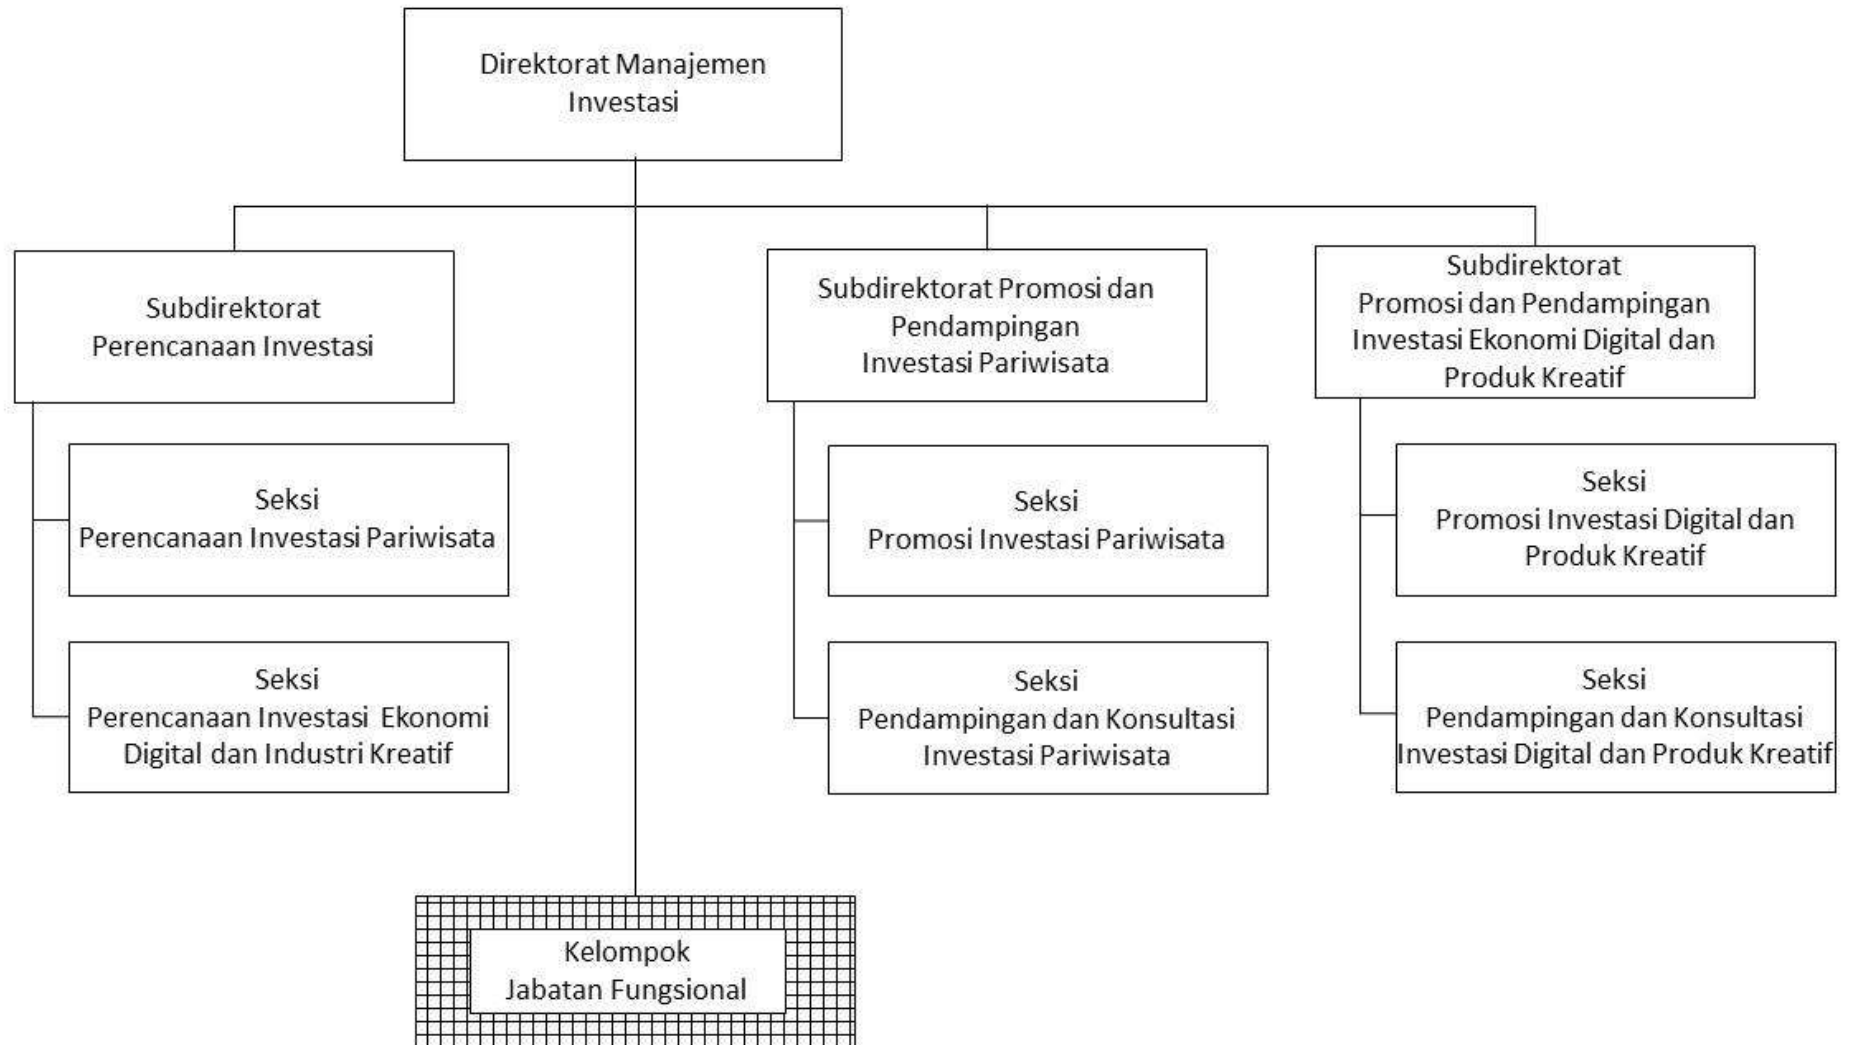 Direktorat Manajemen
Investasi
Subdirektorat
Perencanaan Investasi
Seksi
Perencanaan Investasi Pariwisata
Seksi
Perencanaan Investasi Ekonomi
Digital dan Industri Kreatif
Subdirektorat Promosi dan
Pendampingan
Investasi Pariwisata
Seksi
Promosi Investasi Pariwisata
Seksi
Pendampingan dan Konsultasi
Investasi Pariwisata
Subdirektorat
Promosi dan Pendampingan
Investasi Ekonomi Digital dan
Produk Kreatif
Seksi
Promosi Investasi Digital dan
Produk Kreatif
Seksi
Pendampingan dan Konsultasi
Investasi Digital dan Produk Kreatif
Kelompok
Jabatan Fungsional